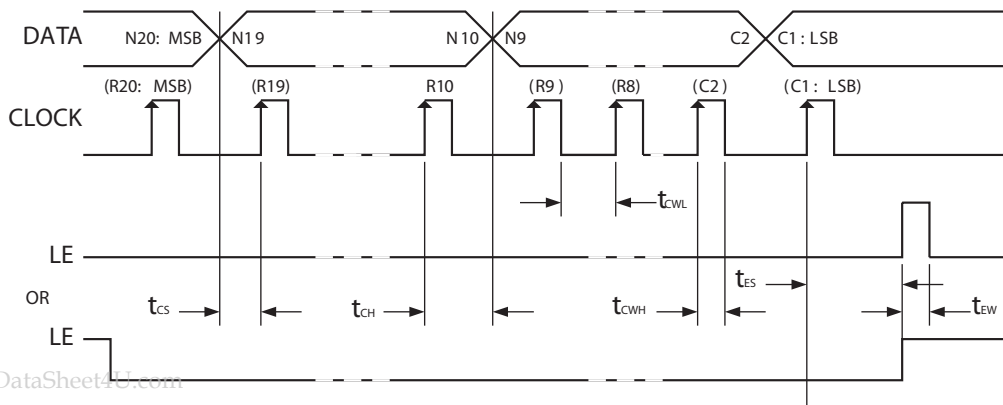 DATA N20: MSB N19 N10 N9 C2 C1: LSB
(R20: MSB) (R19) R10 (R9) (R8) (C2) (C1: LSB)
CLOCK
tCWL
LE
tES
OR tCS tCH tCWH tEW
LE
DataSheet4U.com